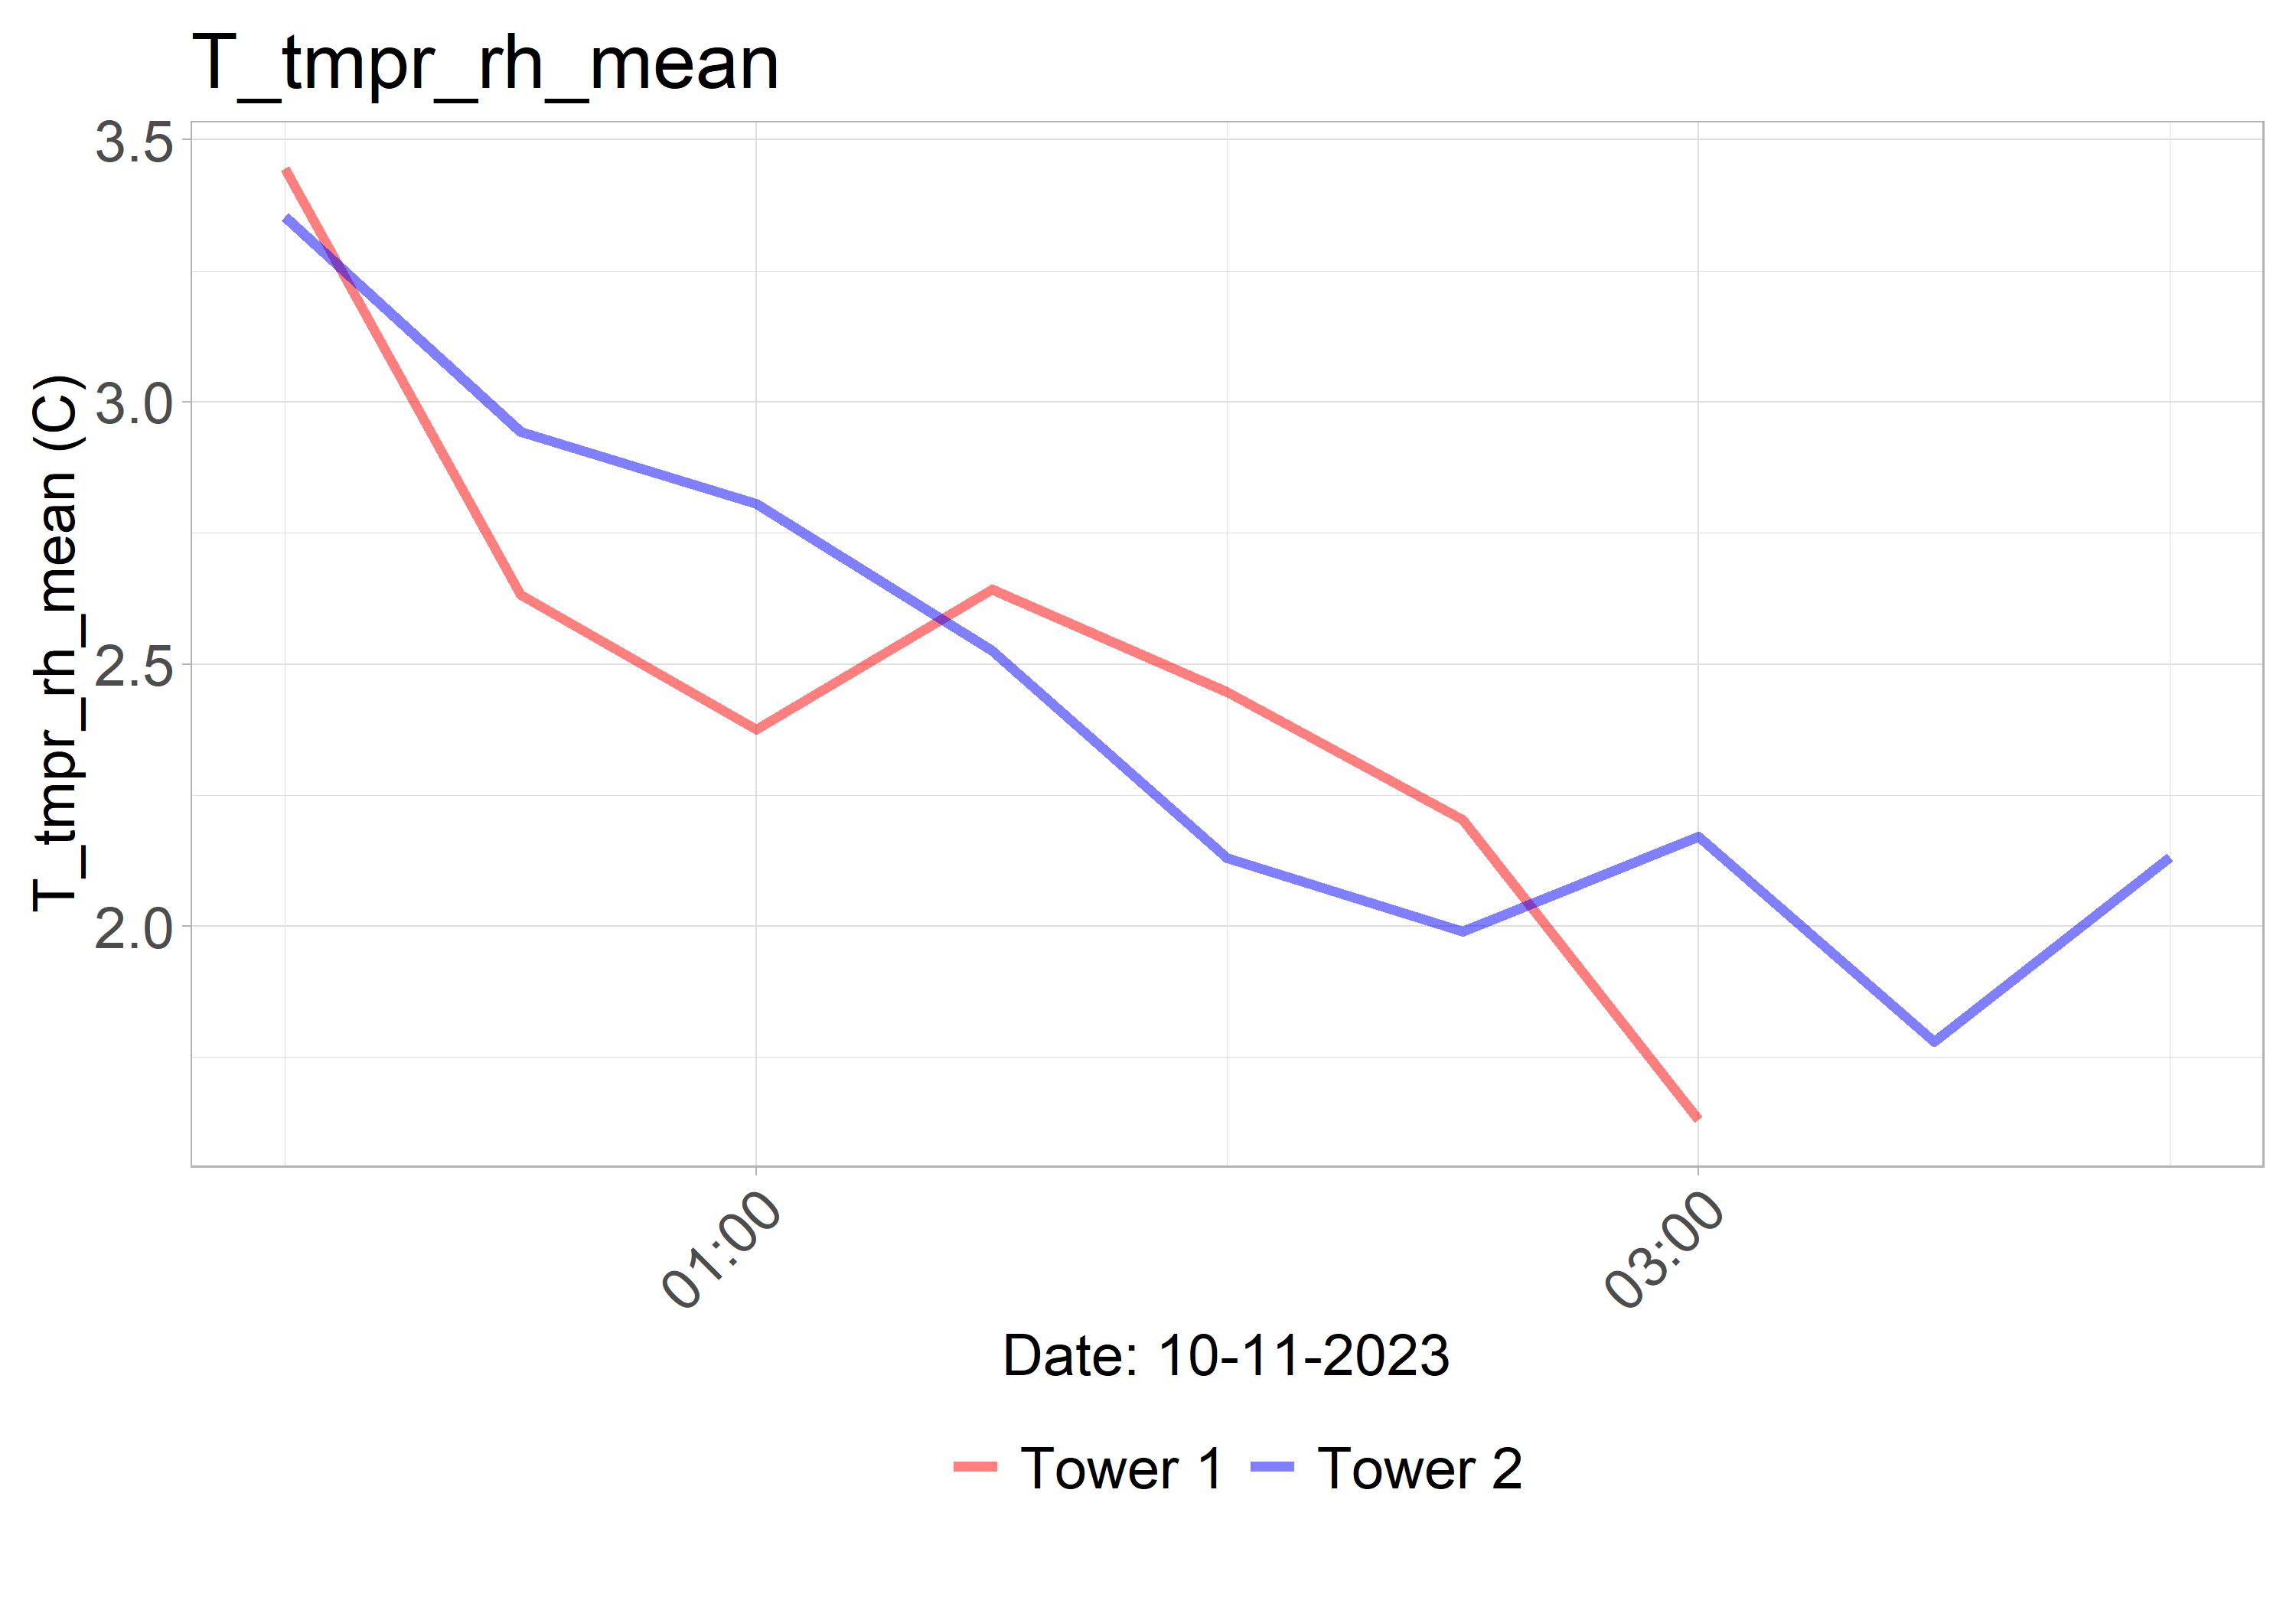 T_tmpr_rh_mean
T_tmpr_rh_mean (C)
3.5
3.0
2.5
2.0
01:00
03:00
Date: 10-11-2023
Tower 1
Tower 2